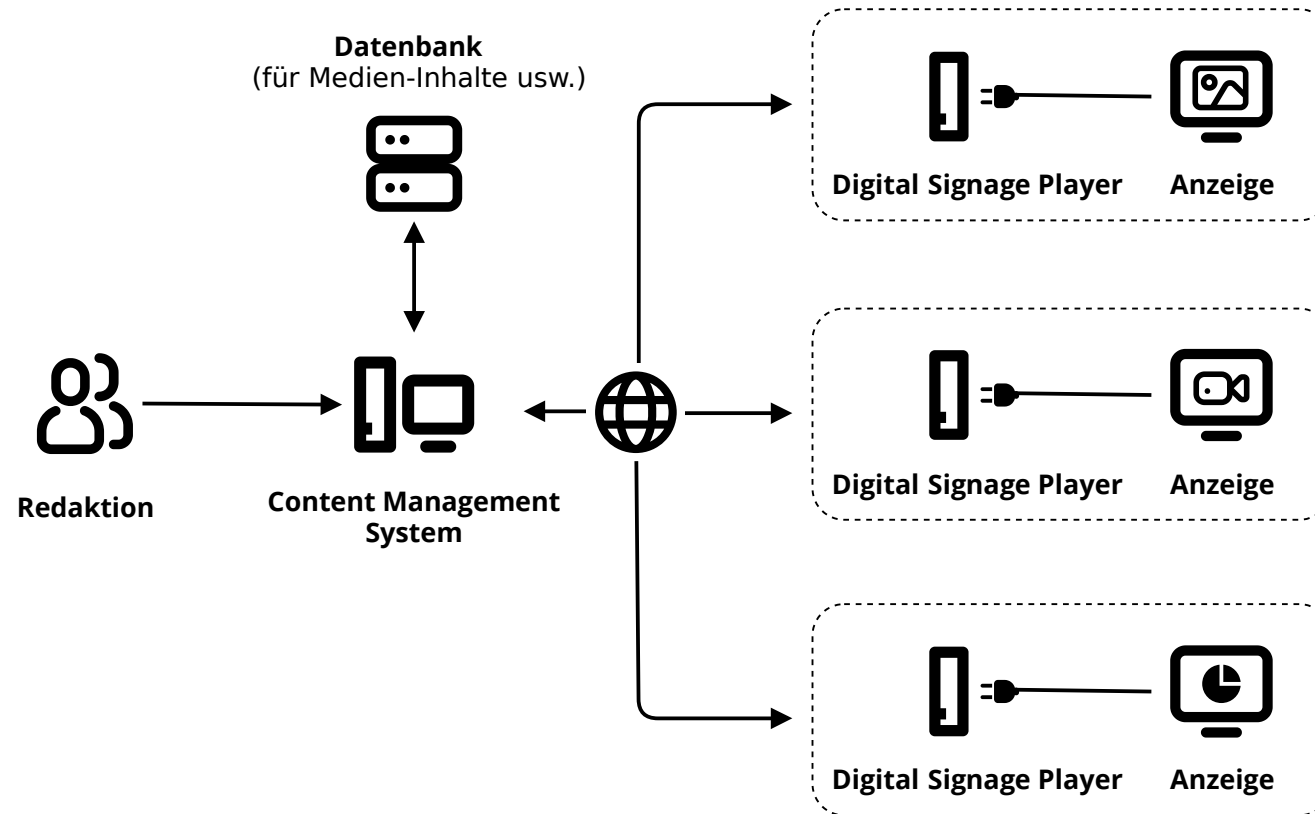 Datenbank
(für Medien-Inhalte usw.)
Redaktion
Content Management
System
Digital Signage Player
Anzeige
Digital Signage Player
Anzeige
Digital Signage Player
Anzeige